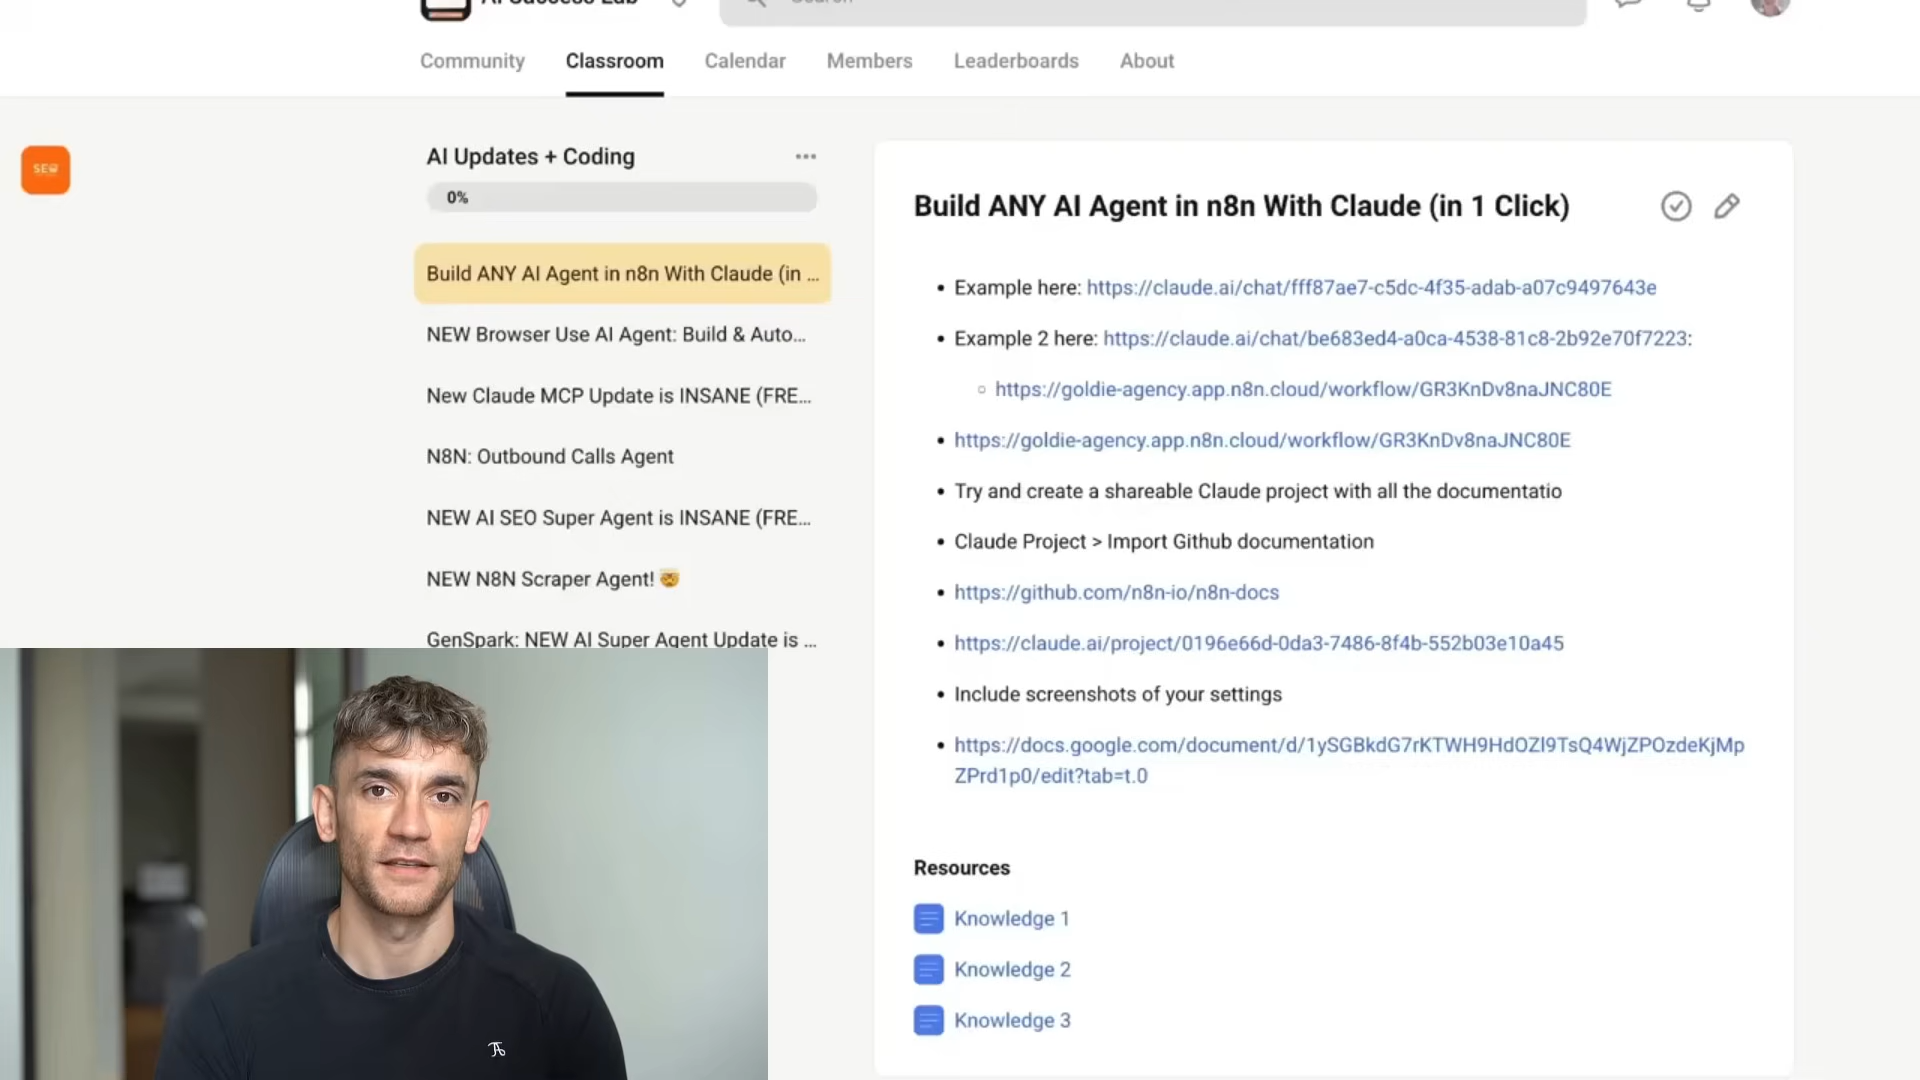 AI Success Lab
Search
Community
Classroom
Calendar
Members
Leaderboards
About
SEO
AI Updates + Coding
0%
Build ANY AI Agent in n8n With Claude (in ...
NEW Browser Use AI Agent: Build & Auto...
New Claude MCP Update is INSANE (FRE...
N8N: Outbound Calls Agent
NEW AI SEO Super Agent is INSANE (FRE...
NEW N8N Scraper Agent! 🤯
GenSpark: NEW AI Super Agent Update is ...
Build ANY AI Agent in n8n With Claude (in 1 Click)
• Example here: https://claude.ai/chat/fff87ae7-c5dc-4f35-adab-a07c9497643e
• Example 2 here: https://claude.ai/chat/be683ed4-a0ca-4538-81c8-2b92e70f7223:
○ https://goldie-agency.app.n8n.cloud/workflow/GR3KnDv8naJNC80E
• https://goldie-agency.app.n8n.cloud/workflow/GR3KnDv8naJNC80E
• Try and create a shareable Claude project with all the documentatio
• Claude Project > Import Github documentation
• https://github.com/n8n-io/n8n-docs
• https://claude.ai/project/0196e66d-0da3-7486-8f4b-552b03e10a45
• Include screenshots of your settings
• https://docs.google.com/document/d/1ySGBkdG7rKTWH9HdOZl9TsQ4WjZPOzdeKjMp
ZPrd1p0/edit?tab=t.0
Resources
Knowledge 1
Knowledge 2
Knowledge 3